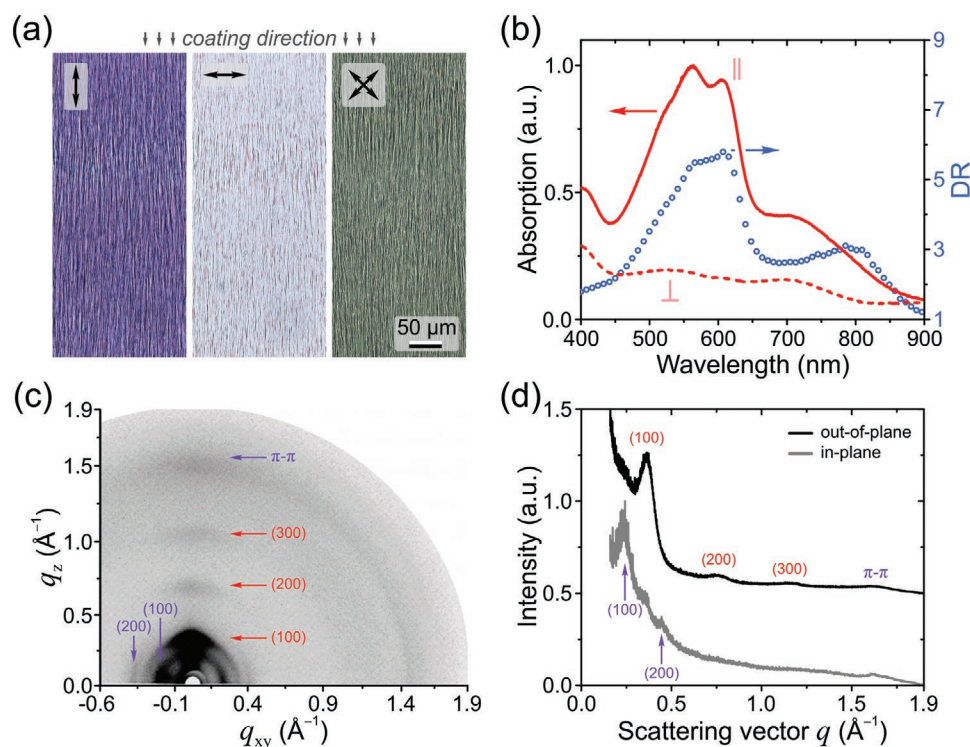 (a)
coating direction
50 μm
(b)
Absorption (a.u.)
1.0
0.5
0.0
||
⊥
9
7
5
3
1
DR
400 500 600 700 800 900
Wavelength (nm)
(c)
1.9
1.5
1.0
0.5
0.0
q_z (Å⁻¹)
π-π
(300)
(200)
(100)
(100)
(200)
-0.6 -0.1 0.4 0.9 1.4 1.9
q_xy (Å⁻¹)
(d)
Intensity (a.u.)
1.5
1.0
0.5
0.0
(100)
out-of-plane
in-plane
(200)
(300)
π-π
(100)
(200)
0.0 0.5 1.0 1.5 1.9
Scattering vector q (Å⁻¹)